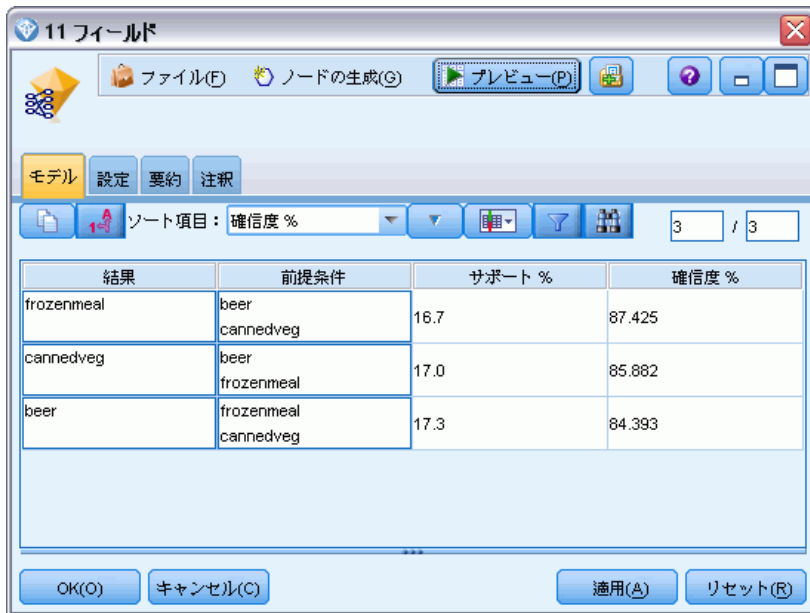 11 フィールド
ファイル(F) ノードの生成(G) プレビュー(P)
モデル 設定 要約 注釈
ソート項目： 確信度 % 3 / 3
結果 前提条件 サポート % 確信度 %
frozenmeal beer
cannedveg 16.7 87.425
cannedveg beer
frozenmeal 17.0 85.882
beer frozenmeal
cannedveg 17.3 84.393
OK(O) キャンセル(C) 適用(A) リセット(R)